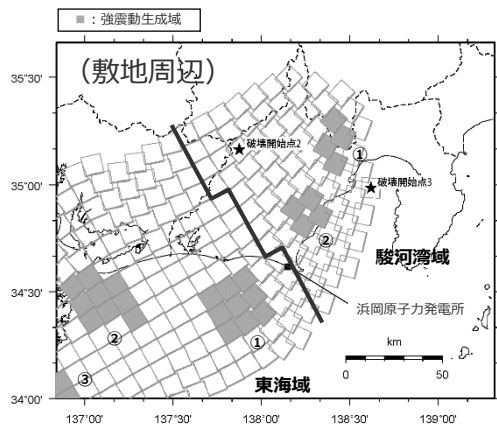 ■：強震動生成域
（敷地周辺）
35°30'
破壊開始点2
①
35°00'
破壊開始点3
②
駿河湾域
34°30'
浜岡原子力発電所
②
①
km
③
東海域
0 50
34°00'
137°00' 137°30' 138°00' 138°30' 139°00'